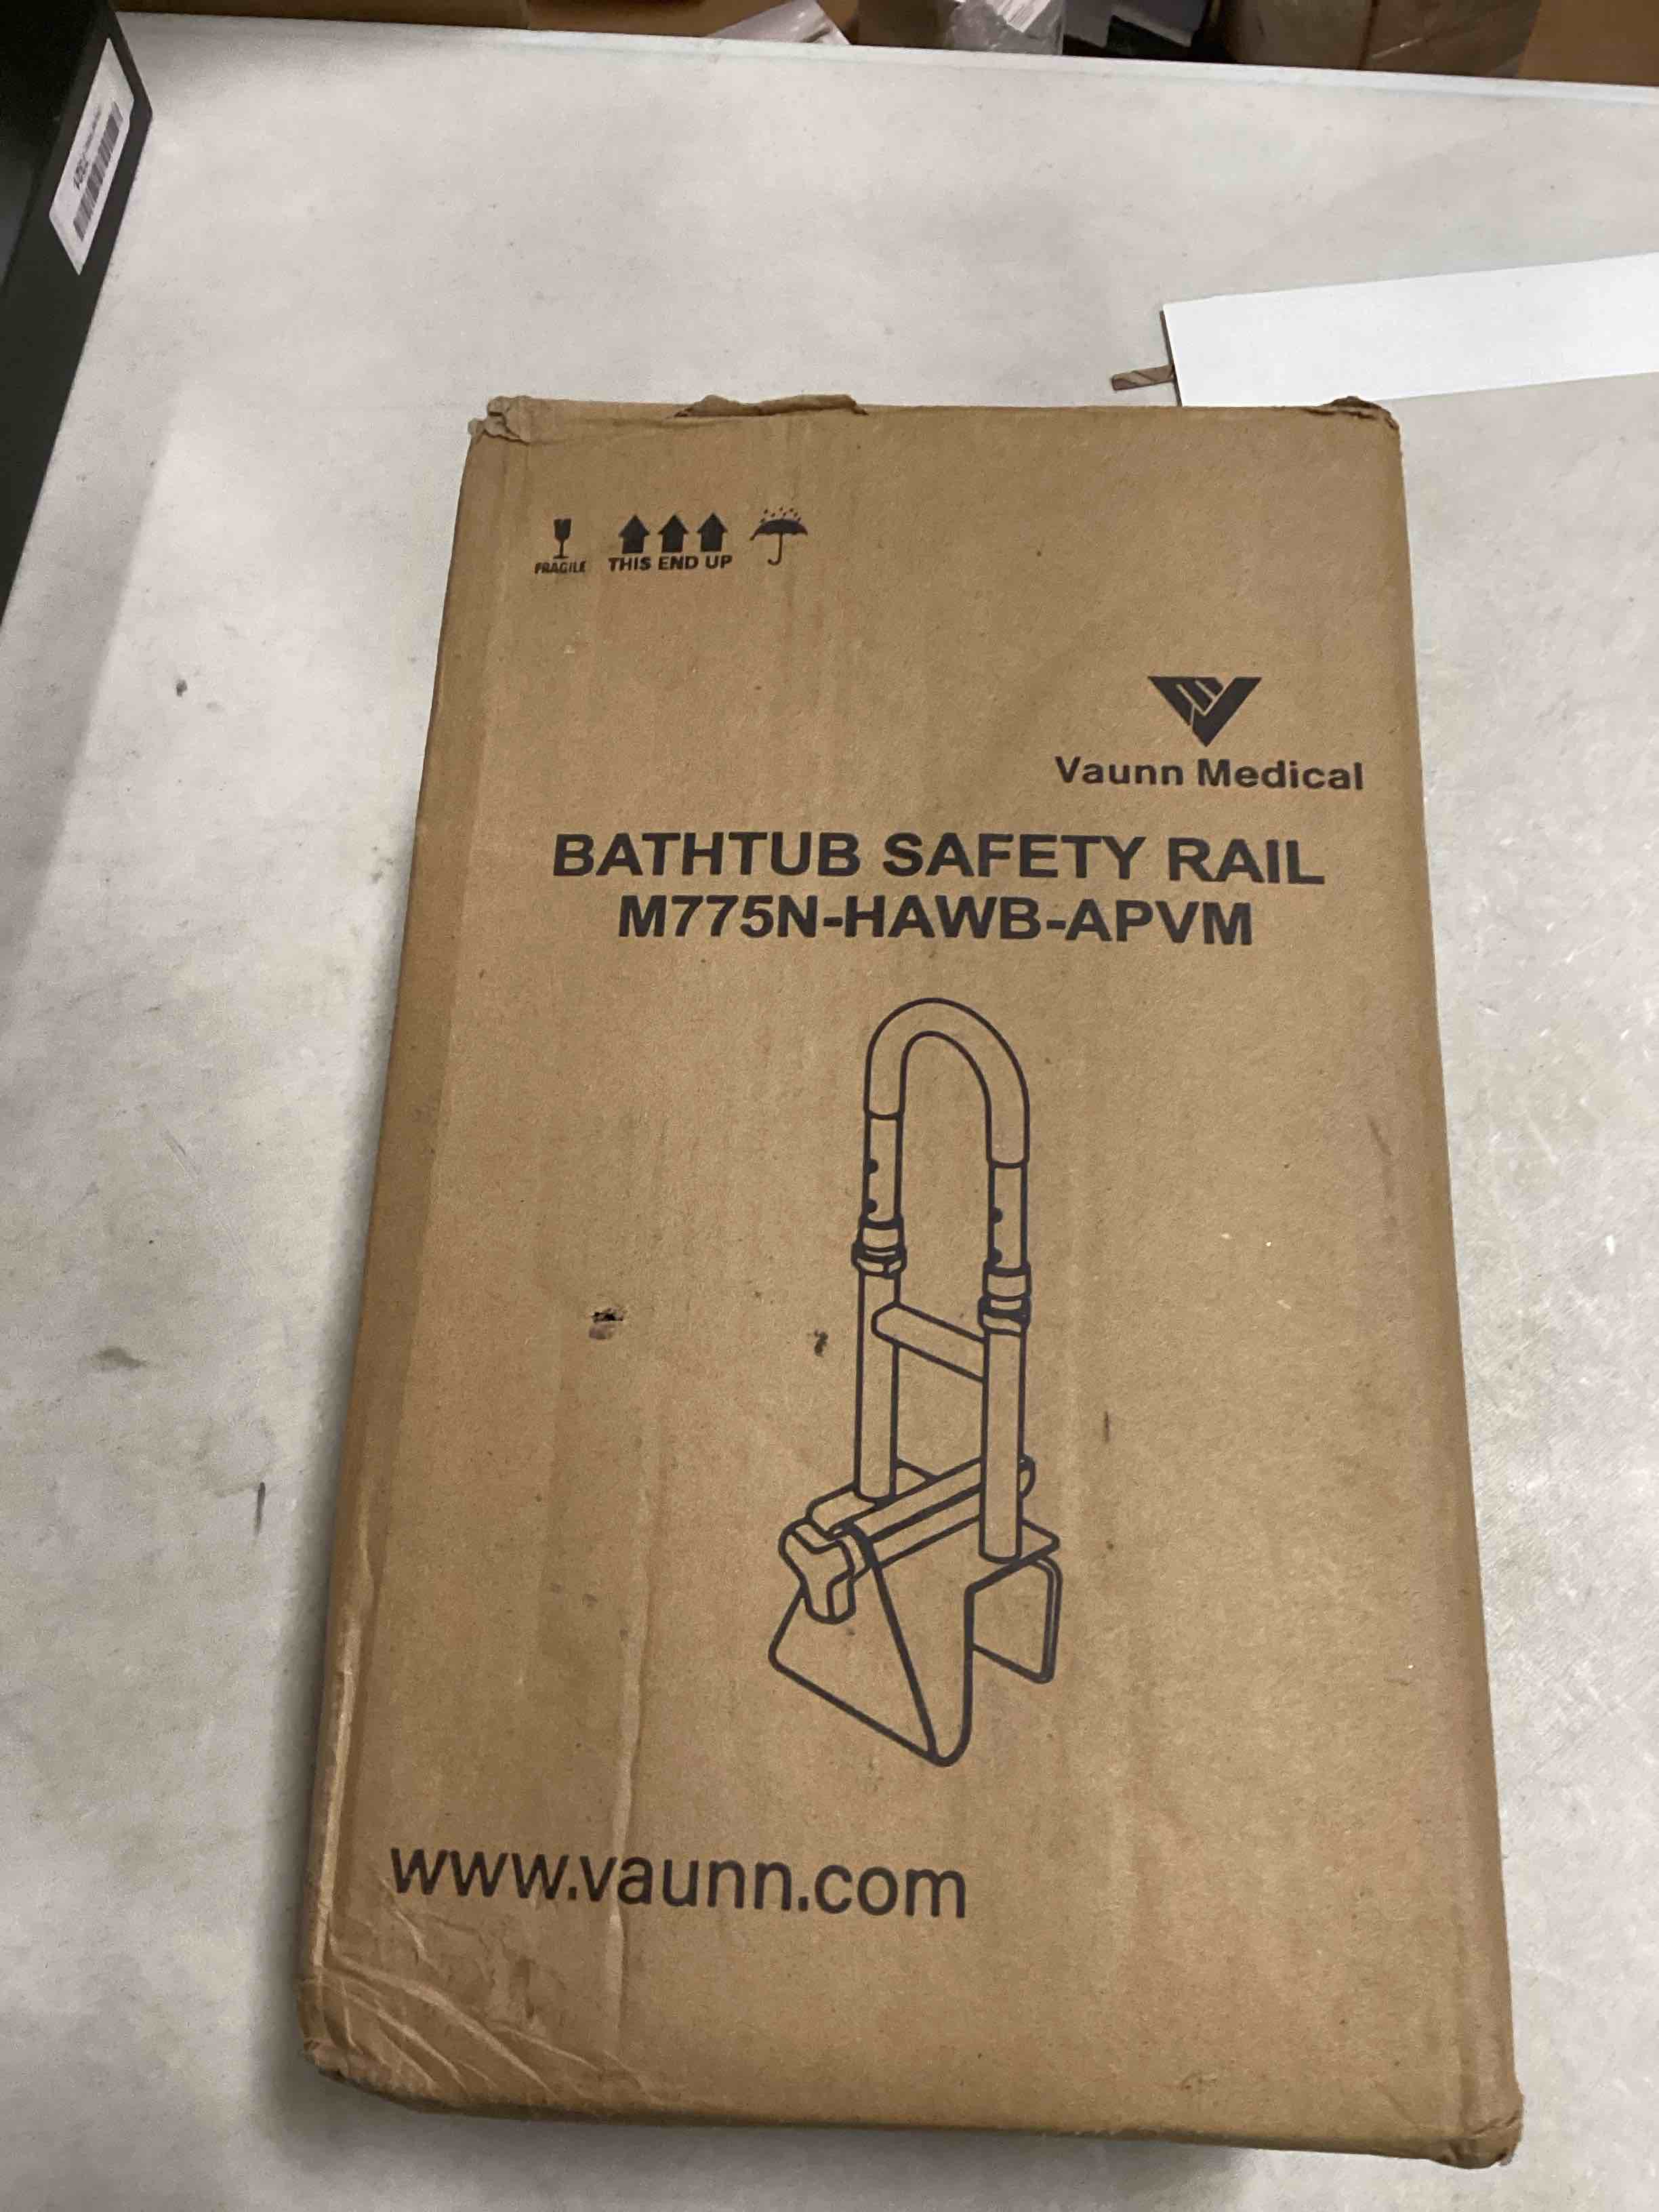 FRAGILE
THIS END UP
Vaunn Medical
BATHTUB SAFETY RAIL
M775N-HAWB-APVM
www.vaunn.com